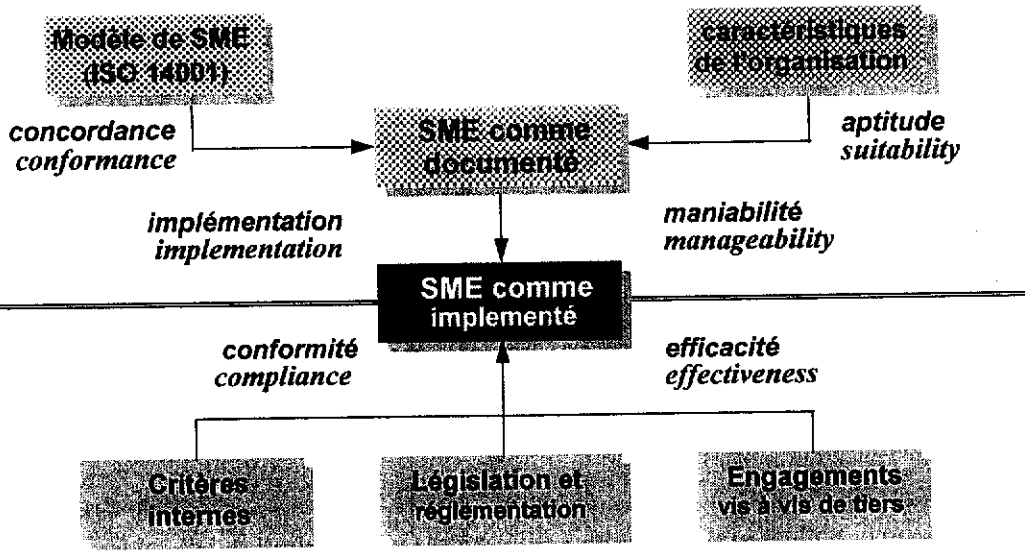 Modèle de SME
(ISO 14001)
caractéristiques
de l'organisation
concordance
conformance
SME comme
documenté
aptitude
suitability
implémentation
implementation
maniabilité
manageability
SME comme
implementé
conformité
compliance
efficacité
effectiveness
Critères
internes
Législation et
réglementation
Engagements
vis à vis de tiers